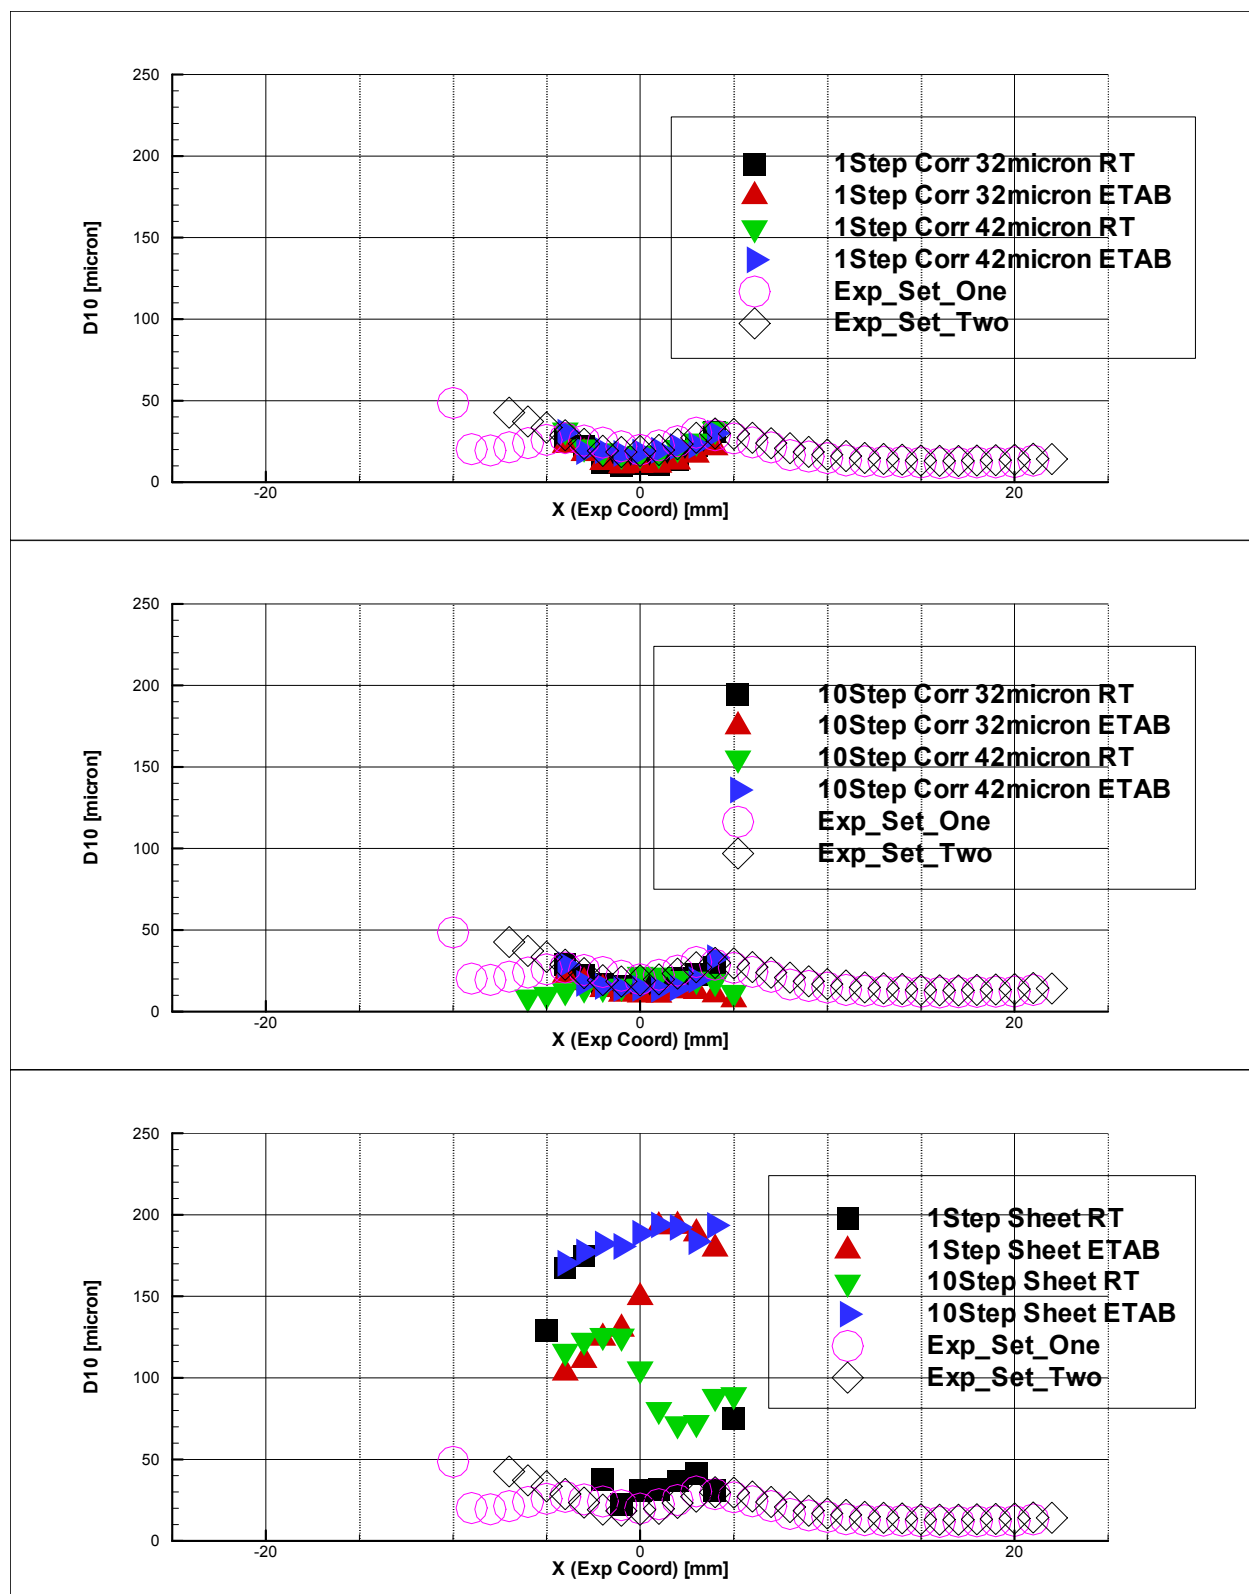 250
200
150
100
50
0
D10 [micron]
1Step Corr 32micron RT
1Step Corr 32micron ETAB
1Step Corr 42micron RT
1Step Corr 42micron ETAB
Exp_Set_One
Exp_Set_Two
-20 0 20
X (Exp Coord) [mm]
250
200
150
100
50
0
D10 [micron]
10Step Corr 32micron RT
10Step Corr 32micron ETAB
10Step Corr 42micron RT
10Step Corr 42micron ETAB
Exp_Set_One
Exp_Set_Two
-20 0 20
X (Exp Coord) [mm]
250
200
150
100
50
0
D10 [micron]
1Step Sheet RT
1Step Sheet ETAB
10Step Sheet RT
10Step Sheet ETAB
Exp_Set_One
Exp_Set_Two
-20 0 20
X (Exp Coord) [mm]